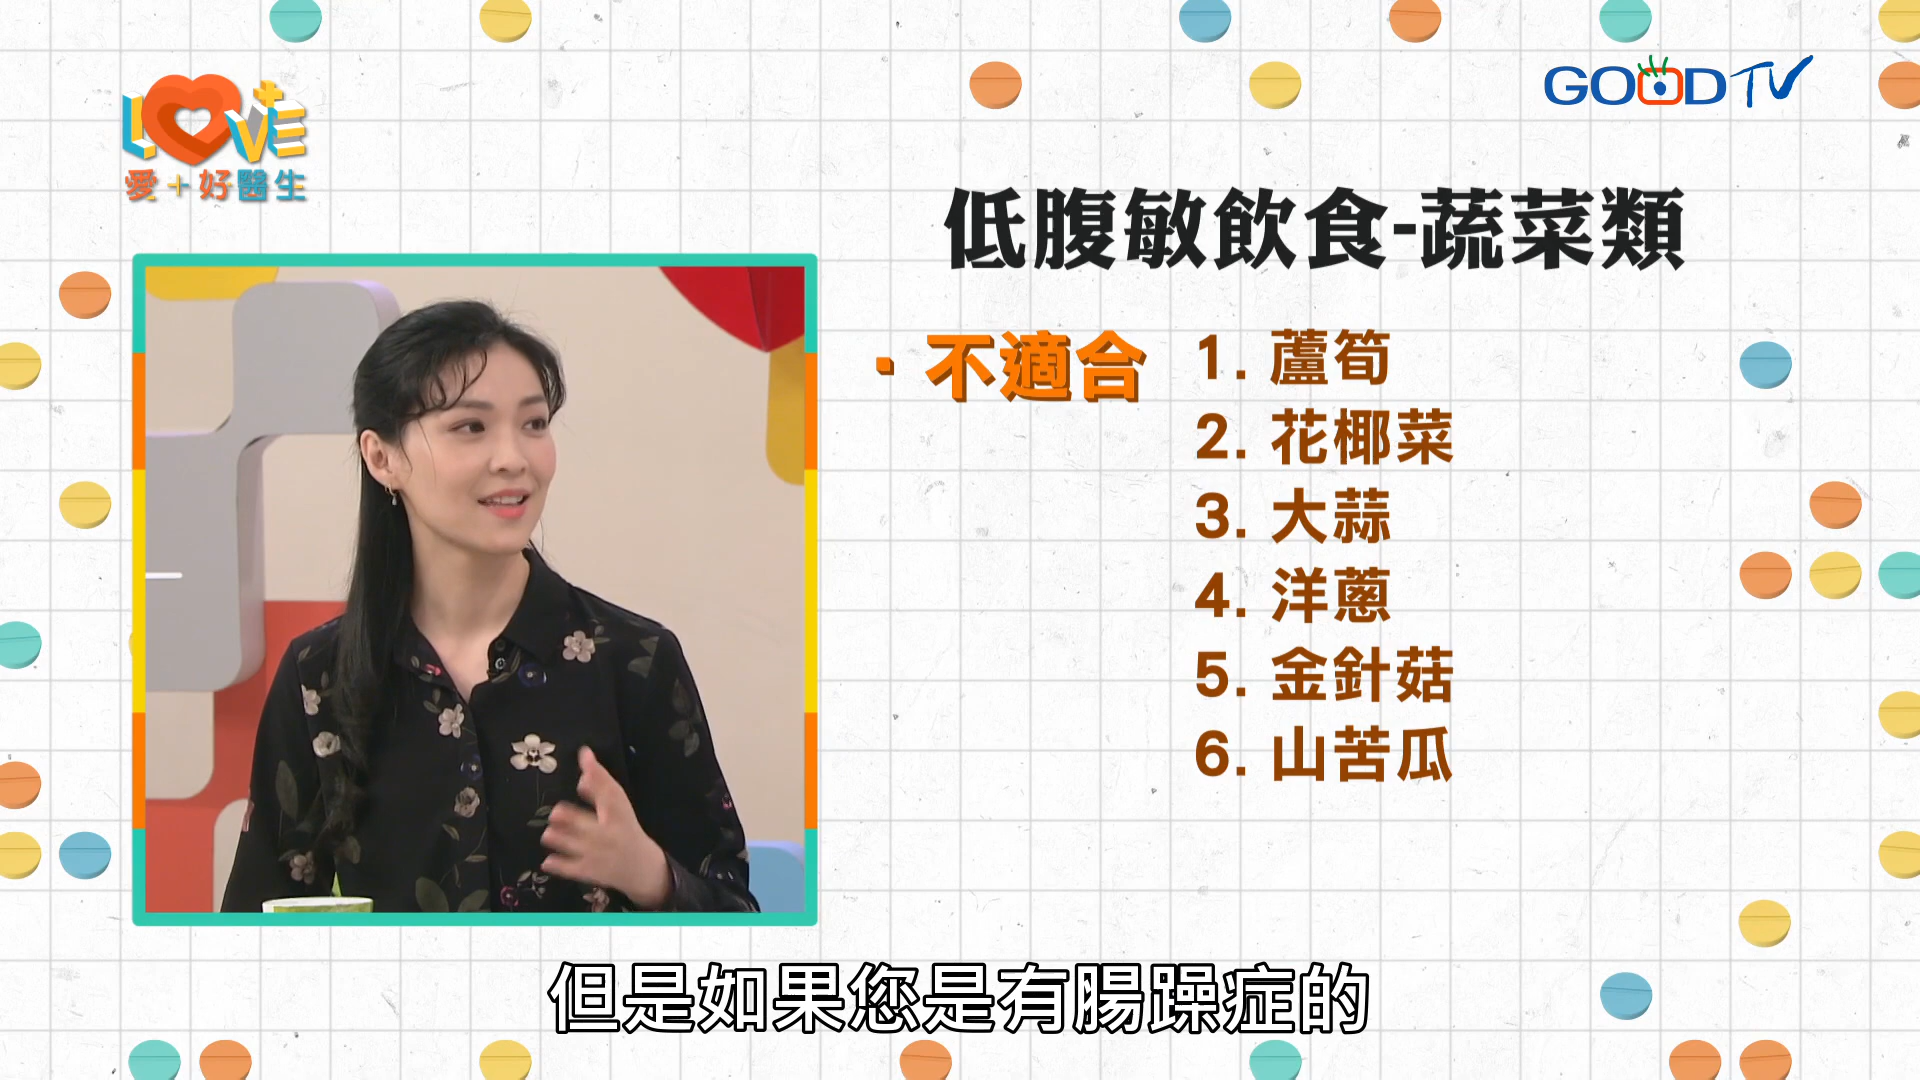 LOVE
愛+好醫生
GOOD TV
低腹敏飲食-蔬菜類
·不適合
1. 蘆筍
2. 花椰菜
3. 大蒜
4. 洋蔥
5. 金針菇
6. 山苦瓜
但是如果您是有腸躁症的